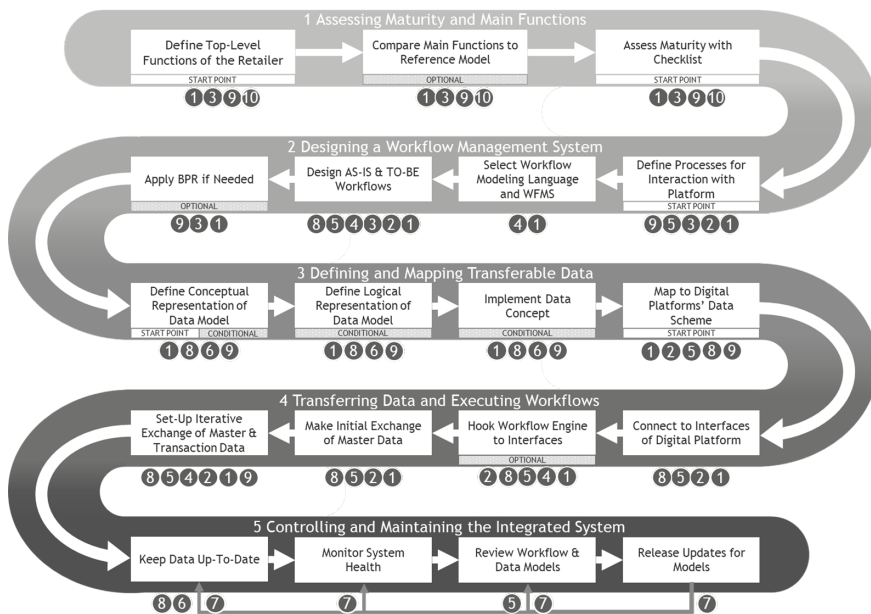 1 Assessing Maturity and Main Functions
Define Top-Level
Functions of the Retailer
START POINT
1 3 9 10
Compare Main Functions to
Reference Model
OPTIONAL
1 3 9 10
Assess Maturity with
Checklist
START POINT
1 3 9 10
2 Designing a Workflow Management System
Apply BPR if Needed
OPTIONAL
9 3 1
Design AS-IS & TO-BE
Workflows
8 5 4 3 2 1
Select Workflow
Modeling Language
and WFMS
4 1
Define Processes for
Interaction with
Platform
START POINT
9 5 3 2 1
3 Defining and Mapping Transferable Data
Define Conceptual
Representation of
Data Model
START POINT CONDITIONAL
1 8 6 9
Define Logical
Representation of
Data Model
CONDITIONAL
1 8 6 9
Implement Data
Concept
CONDITIONAL
1 8 6 9
Map to Digital
Platforms' Data
Scheme
START POINT
1 2 5 8 9
4 Transferring Data and Executing Workflows
Set-Up Iterative
Exchange of Master &
Transaction Data
8 5 4 2 1 9
Make Initial Exchange
of Master Data
8 5 2 1
Hook Workflow Engine
to Interfaces
OPTIONAL
2 8 5 4 1
Connect to Interfaces
of Digital Platform
8 5 2 1
5 Controlling and Maintaining the Integrated System
Keep Data Up-To-Date
8 6 7
Monitor System
Health
7
Review Workflow &
Data Models
5 7
Release Updates for
Models
7